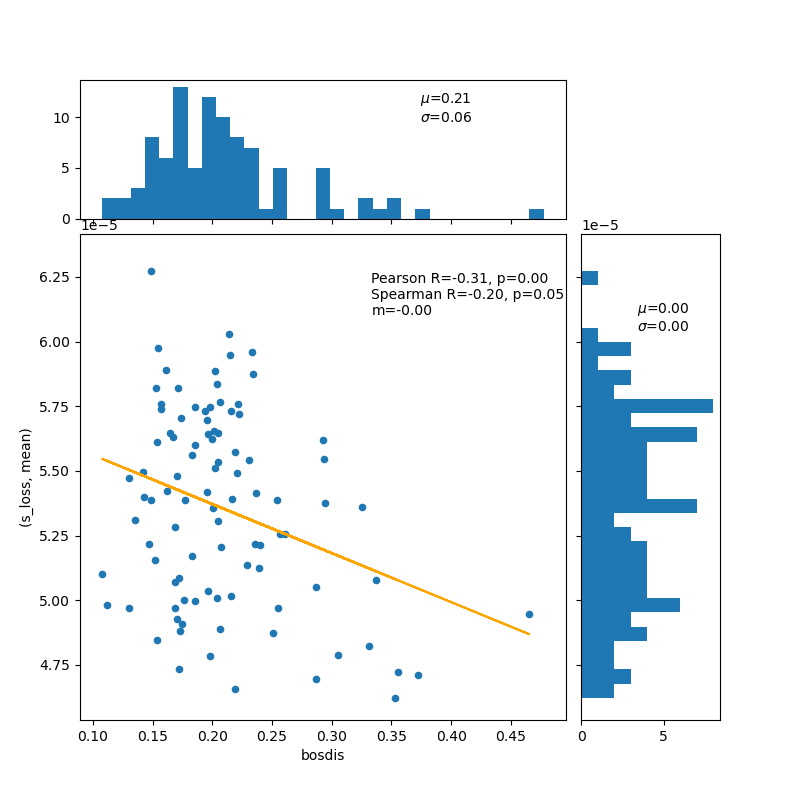 10
5
0
μ=0.21
σ=0.06
1e−5
1e−5
6.25
6.00
5.75
5.50
5.25
5.00
4.75
(s_loss, mean)
Pearson R=-0.31, p=0.00
Spearman R=-0.20, p=0.05
m=-0.00
μ=0.00
σ=0.00
0.10 0.15 0.20 0.25 0.30 0.35 0.40 0.45
bosdis
0 5